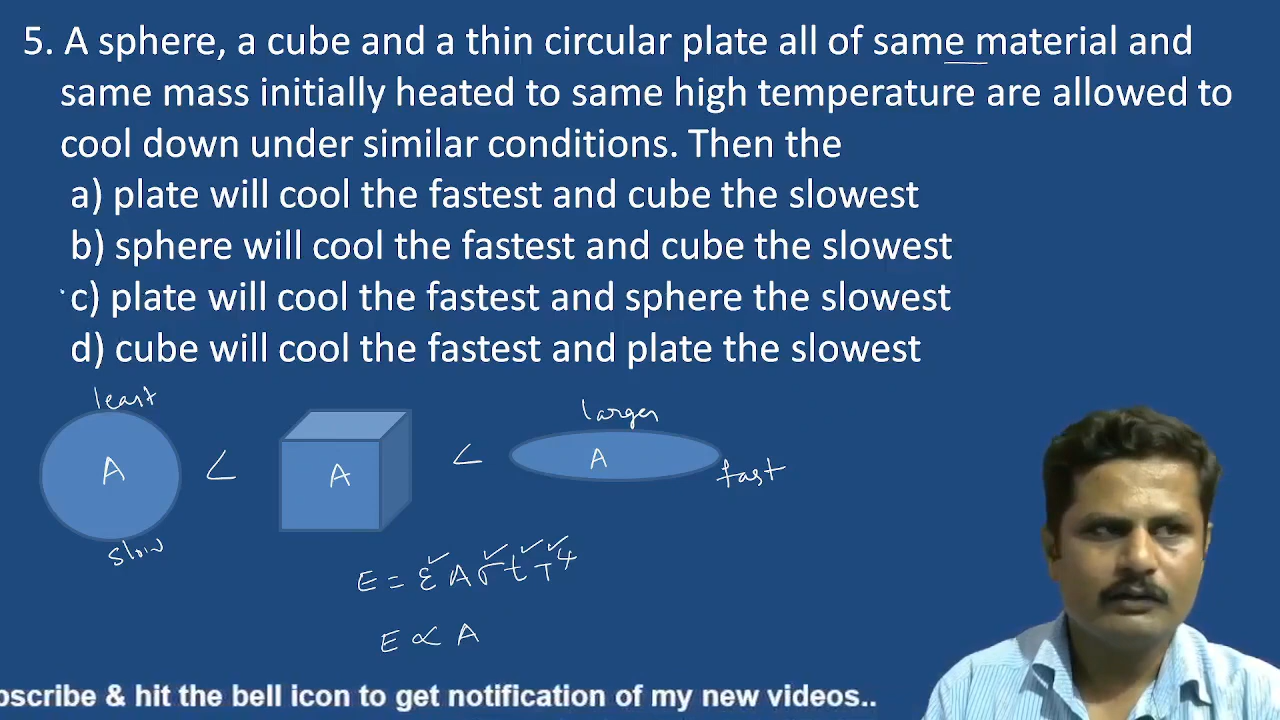 5. A sphere, a cube and a thin circular plate all of same material and
same mass initially heated to same high temperature are allowed to
cool down under similar conditions. Then the
a) plate will cool the fastest and cube the slowest
b) sphere will cool the fastest and cube the slowest
c) plate will cool the fastest and sphere the slowest
d) cube will cool the fastest and plate the slowest
least
larger
A < A < A
fast
slow
E = ε A σ t T⁴
E ∝ A
bscribe & hit the bell icon to get notification of my new videos..